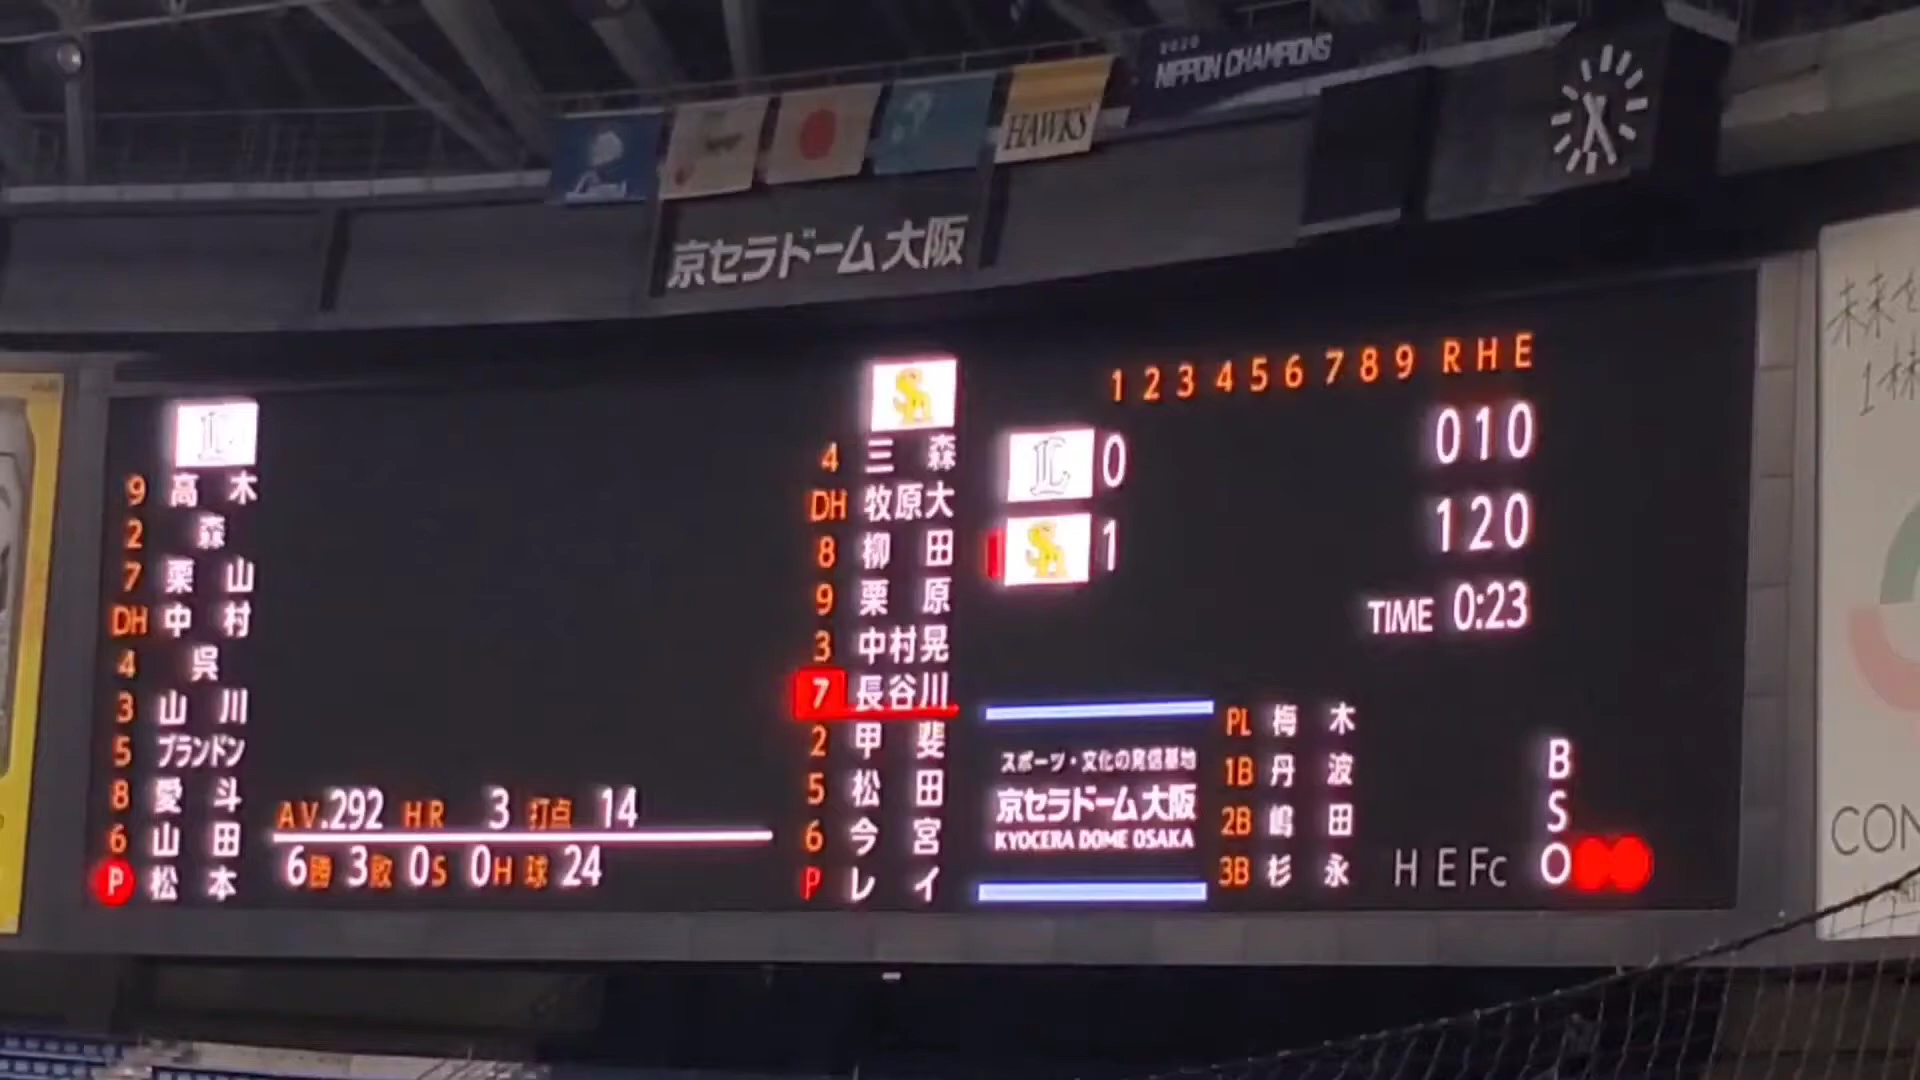 2020
NIPPON CHAMPIONS
HAWKS
京セラドーム大阪
未来
1株
1 2 3 4 5 6 7 8 9 R H E
L 0 0 1 0
SH 1 1 2 0
TIME 0:23
9 高木
2 森
7 栗山
DH 中村
4 呉
3 山川
5 ブランドン
8 愛斗
6 山田
P 松本
AV.292 HR 3 打点 14
6勝 3敗 0S 0H 球 24
4 三森
DH 牧原大
8 柳田
9 栗原
3 中村晃
7 長谷川
2 甲斐
5 松田
6 今宮
P レイ
スポーツ・文化の発信基地
京セラドーム大阪
KYOCERA DOME OSAKA
PL 梅木
1B 丹波
2B 嶋田
3B 杉永
H E Fc
B
S
O
CON